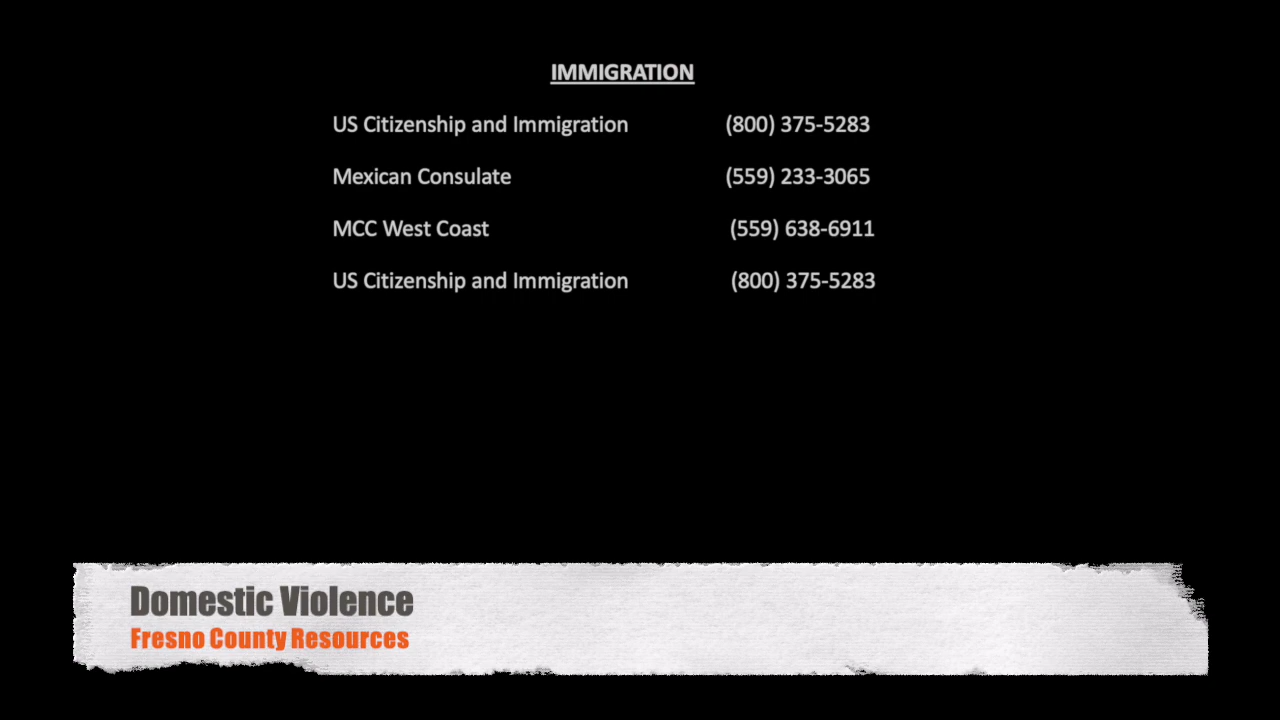 IMMIGRATION
US Citizenship and Immigration (800) 375-5283
Mexican Consulate (559) 233-3065
MCC West Coast (559) 638-6911
US Citizenship and Immigration (800) 375-5283
Domestic Violence
Fresno County Resources